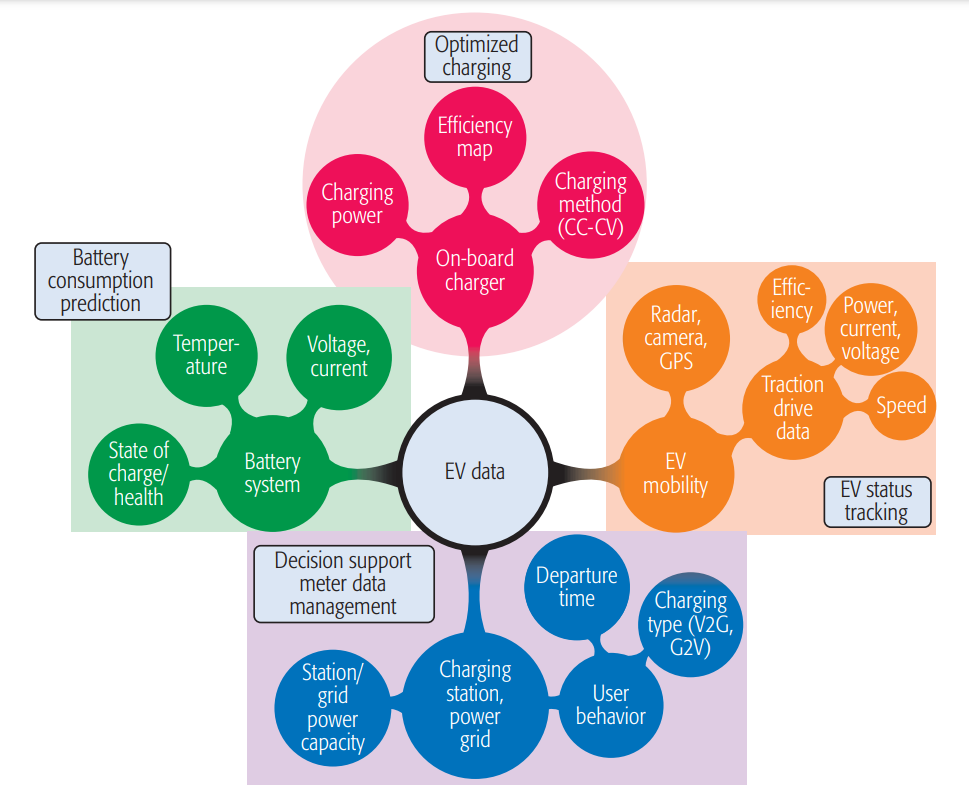 Optimized
charging
Efficiency
map
Charging
power
Charging
method
(CC-CV)
On-board
charger
Battery
consumption
prediction
Temper-
ature
Voltage,
current
State of
charge/
health
Battery
system
EV data
Radar,
camera,
GPS
Effic-
iency
Power,
current,
voltage
Traction
drive
data
Speed
EV
mobility
EV status
tracking
Decision support
meter data
management
Departure
time
Charging
type (V2G,
G2V)
Station/
grid
power
capacity
Charging
station,
power
grid
User
behavior